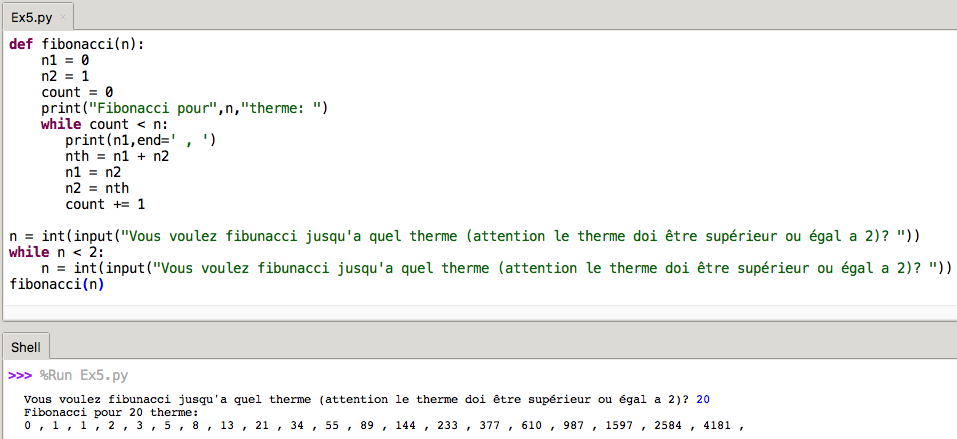 Ex5.py ×
def fibonacci(n):
    n1 = 0
    n2 = 1
    count = 0
    print("Fibonacci pour",n,"therme: ")
    while count < n:
       print(n1,end=' , ')
       nth = n1 + n2
       n1 = n2
       n2 = nth
       count += 1
n = int(input("Vous voulez fibunacci jusqu'a quel therme (attention le therme doi être supérieur ou égal a 2)? "))
while n < 2:
    n = int(input("Vous voulez fibunacci jusqu'a quel therme (attention le therme doi être supérieur ou égal a 2)? "))
fibonacci(n)
Shell
>>> %Run Ex5.py
Vous voulez fibunacci jusqu'a quel therme (attention le therme doi être supérieur ou égal a 2)? 20
Fibonacci pour 20 therme:
0 , 1 , 1 , 2 , 3 , 5 , 8 , 13 , 21 , 34 , 55 , 89 , 144 , 233 , 377 , 610 , 987 , 1597 , 2584 , 4181 ,